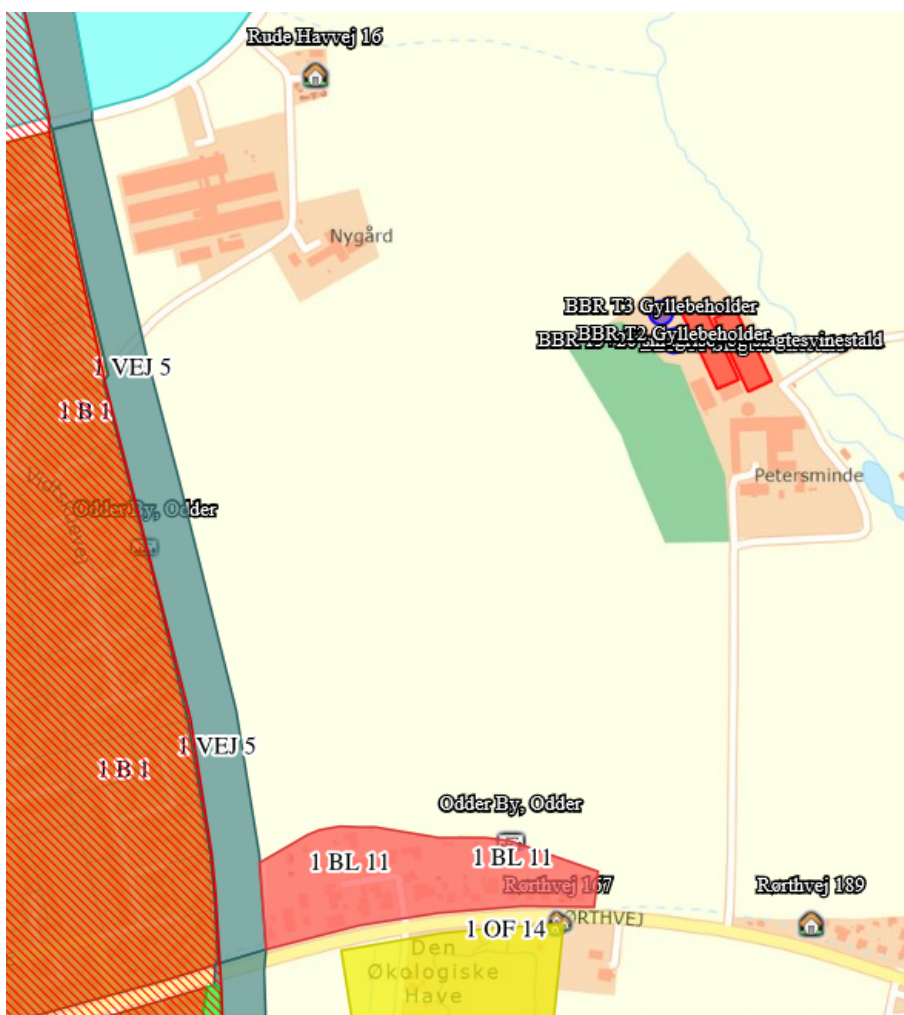 Rude Havvej 16
Nygård
BBR T3 Gyllebeholder
BBR T2 Gyllebeholder
1 VEJ 5
1 B 1
Petersminde
Odder By, Odder
1 VEJ 5
1 B 1
Odder By, Odder
1 BL 11
1 BL 11
Rørthvej 167
Rørthvej 189
1 OF 14
Den
Økologiske
Have